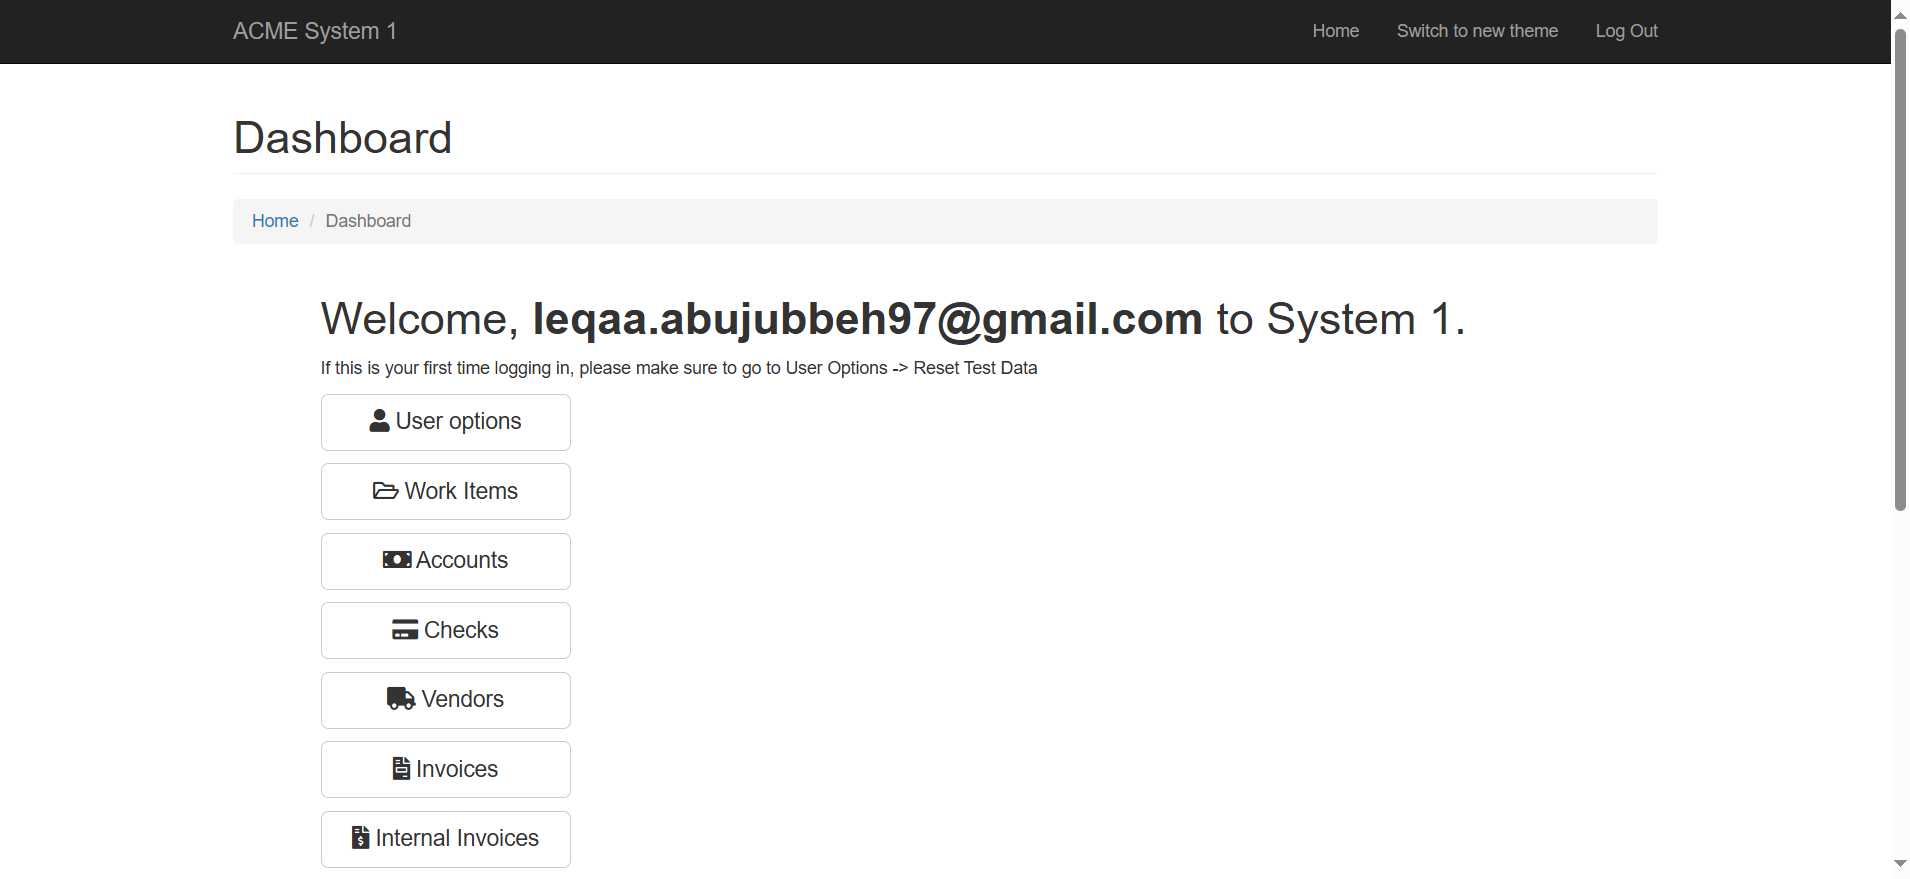 ACME System 1
Home
Switch to new theme
Log Out
Dashboard
Home / Dashboard
Welcome, leqaa.abujubbeh97@gmail.com to System 1.
If this is your first time logging in, please make sure to go to User Options -> Reset Test Data
User options
Work Items
Accounts
Checks
Vendors
Invoices
Internal Invoices